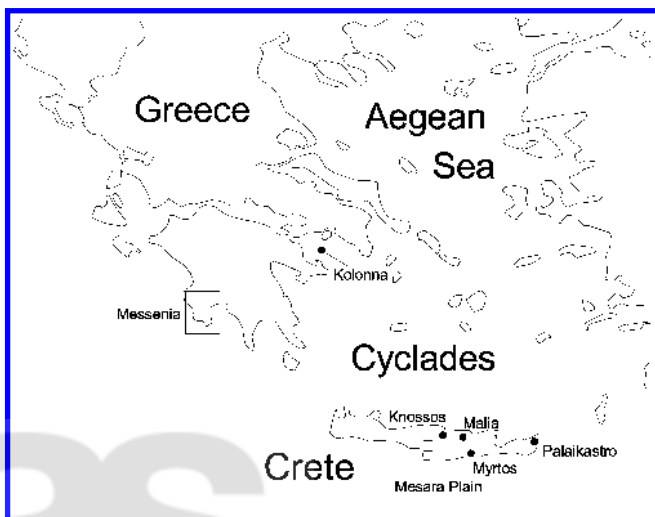 Greece
Aegean
Sea
Kolonna
Messenia
Cyclades
Knossos
Malia
Palaikastro
Myrtos
Crete
Mesara Plain